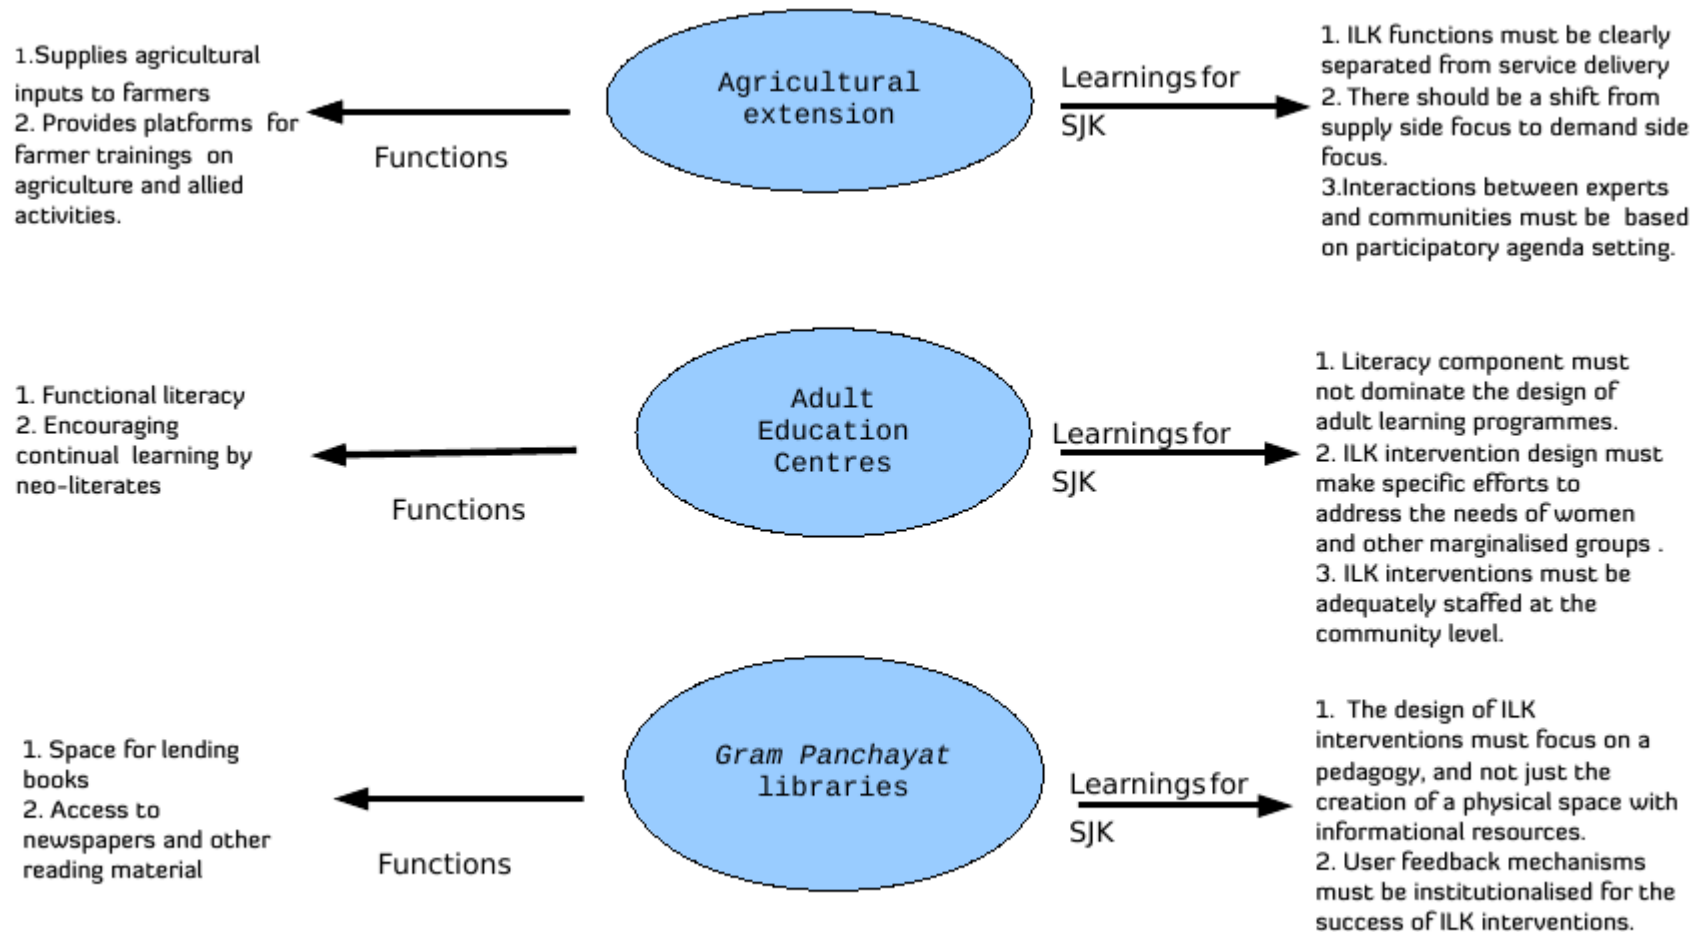 1.Supplies agricultural
inputs to farmers
2. Provides platforms for
farmer trainings on
agriculture and allied
activities.
Functions
Agricultural
extension
Learnings for
SJK
1. ILK functions must be clearly
separated from service delivery
2. There should be a shift from
supply side focus to demand side
focus.
3.Interactions between experts
and communities must be based
on participatory agenda setting.
1. Functional literacy
2. Encouraging
continual learning by
neo-literates
Functions
Adult
Education
Centres
Learnings for
SJK
1. Literacy component must
not dominate the design of
adult learning programmes.
2. ILK intervention design must
make specific efforts to
address the needs of women
and other marginalised groups .
3. ILK interventions must be
adequately staffed at the
community level.
1. Space for lending
books
2. Access to
newspapers and other
reading material
Functions
Gram Panchayat
libraries
Learnings for
SJK
1. The design of ILK
interventions must focus on a
pedagogy, and not just the
creation of a physical space with
informational resources.
2. User feedback mechanisms
must be institutionalised for the
success of ILK interventions.